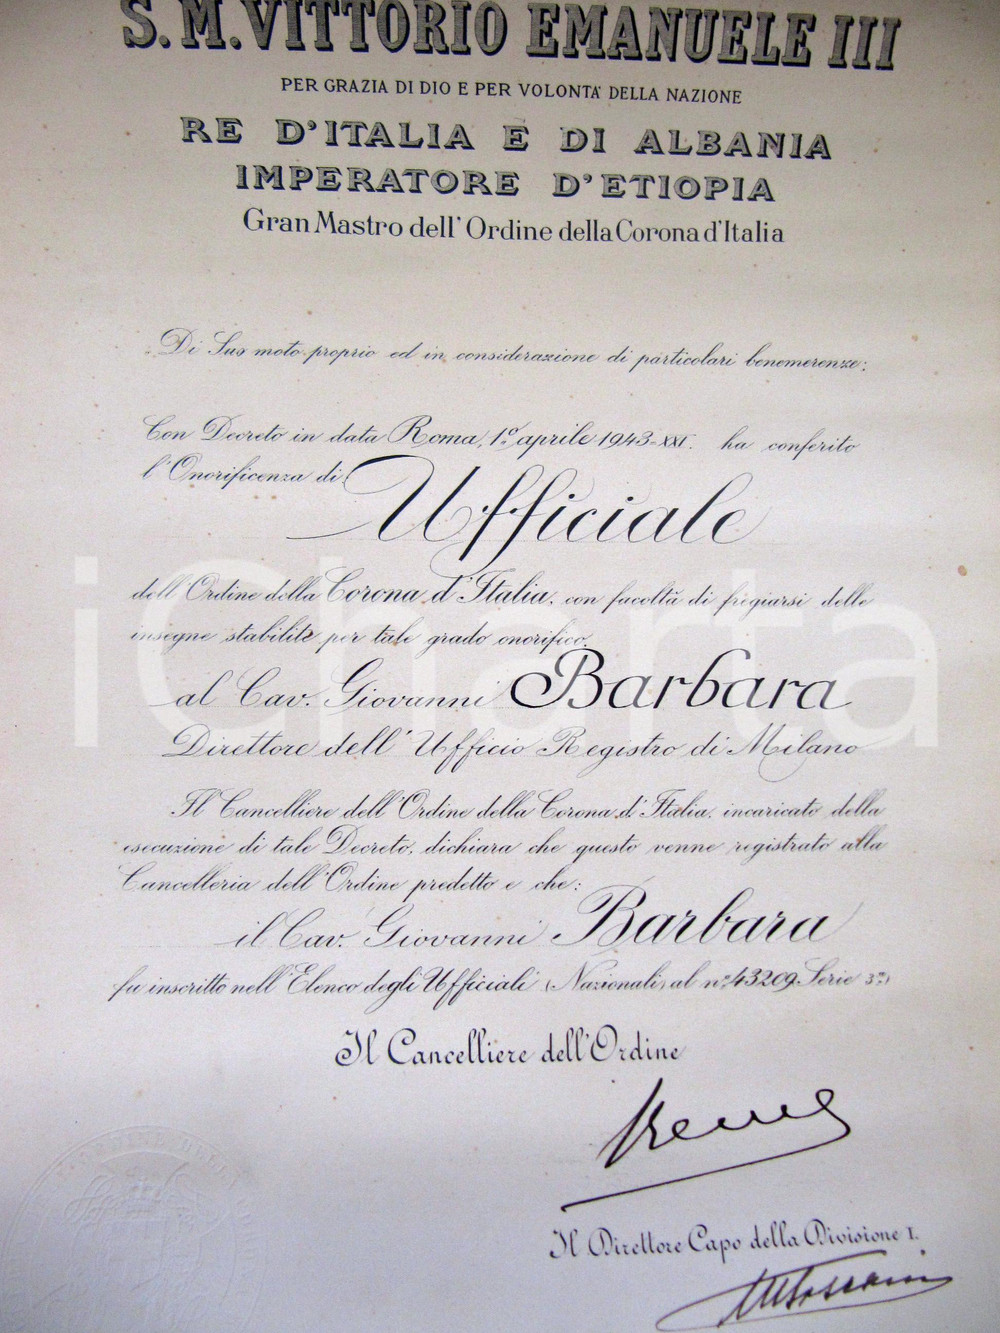 S.M. VITTORIO EMANUELE III
PER GRAZIA DI DIO E PER VOLONTA' DELLA NAZIONE
RE D'ITALIA E DI ALBANIA
IMPERATORE D'ETIOPIA
Gran Mastro dell'Ordine della Corona d'Italia
Di Suo moto proprio ed in considerazione di particolari benemerenze:
Con Decreto in data Roma, 1º aprile 1943-XXI. ha conferito
l'Onorificenza di
Ufficiale
dell'Ordine della Corona d'Italia, con facoltà di fregiarsi delle
insegne stabilite per tale grado onorifico.
al Cav. Giovanni Barbara
Direttore dell'Ufficio Registro di Milano
Il Cancelliere dell'Ordine della Corona d'Italia, incaricato della
esecuzione di tale Decreto, dichiara che questo venne registrato alla
Cancelleria dell'Ordine predetto e che:
il Cav. Giovanni Barbara
fu inscritto nell'Elenco degli Ufficiali (Nazionali) al nº 43209 Serie 3ª)
Il Cancelliere dell'Ordine
Il Direttore Capo della Divisione I.
iCharta